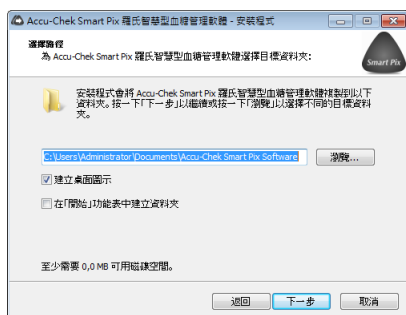 Accu-Chek Smart Pix 羅氏智慧型血糖管理軟體 - 安裝程式
選擇路徑
為 Accu-Chek Smart Pix 羅氏智慧型血糖管理軟體選擇目標資料夾:
Smart Pix
安裝程式會將 Accu-Chek Smart Pix 羅氏智慧型血糖管理軟體複製到以下
資料夾。按一下「下一步」以繼續或按一下「瀏覽」以選擇不同的目標資料
夾。
C:\Users\Administrator\Documents\Accu-Chek Smart Pix Software
瀏覽...
建立桌面圖示
在「開始」功能表中建立資料夾
至少需要 0,0 MB 可用磁碟空間。
返回 下一步 取消